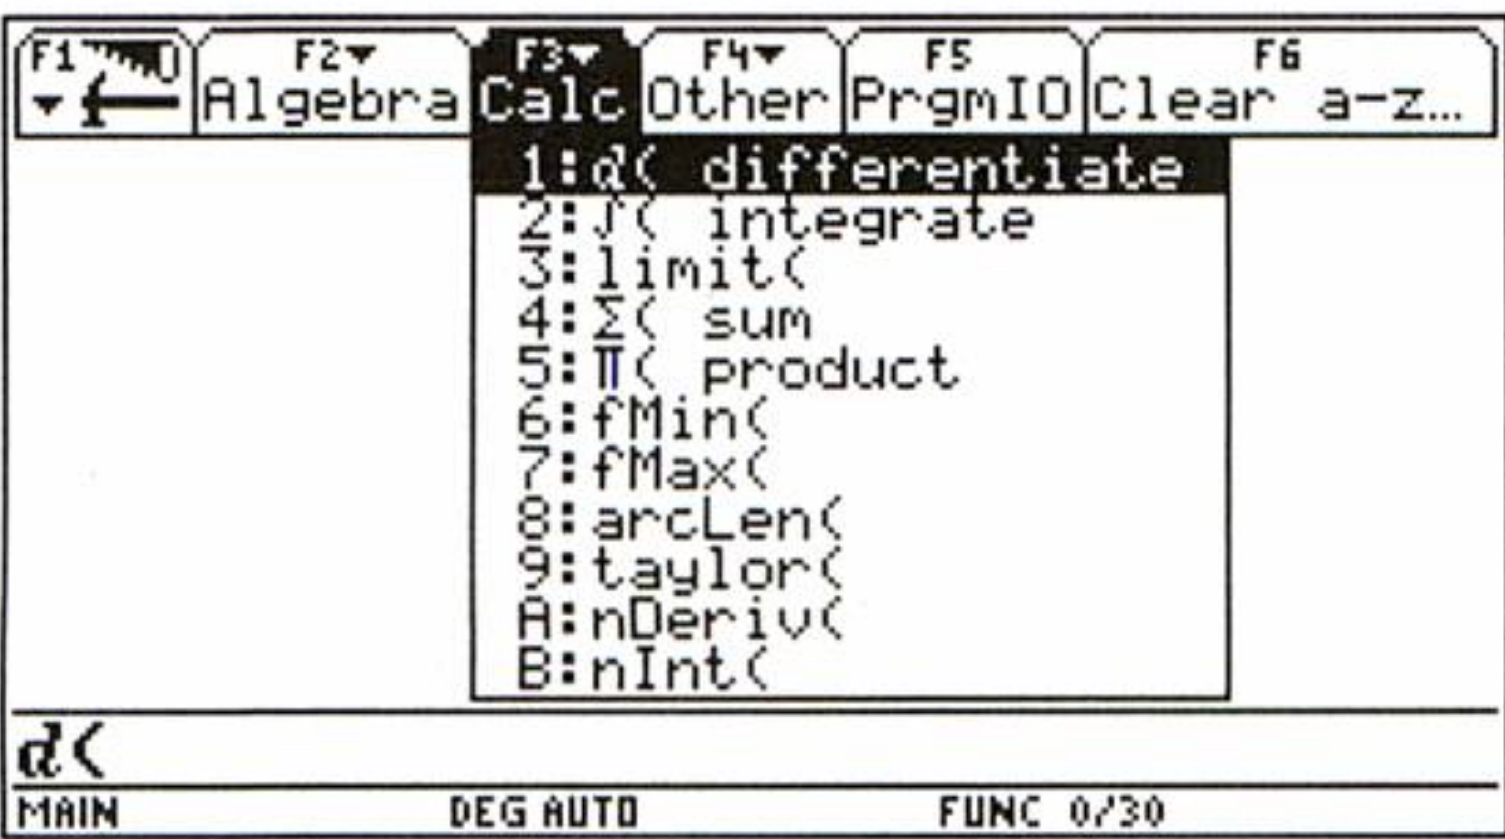 F1 F2▼ F3▼ F4▼ F5 F6
▼ Algebra Calc Other PrgmIO Clear a-z…
1:d( differentiate
2:∫( integrate
3:limit(
4:Σ( sum
5:Π( product
6:fMin(
7:fMax(
8:arcLen(
9:taylor(
A:nDeriv(
B:nInt(
d(
MAIN DEG AUTO FUNC 0/30